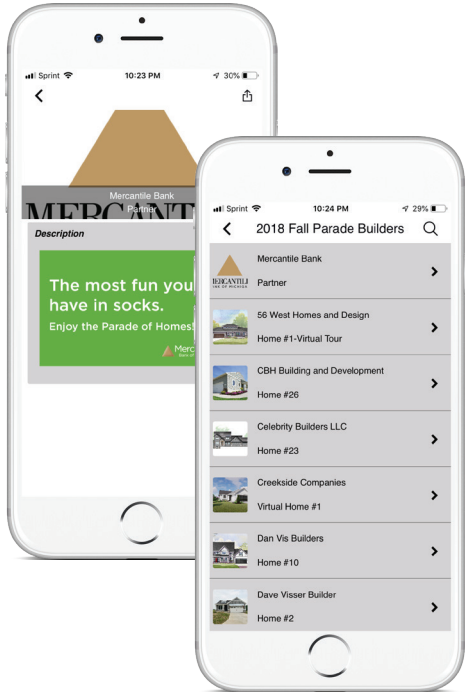 Sprint
10:23 PM
30%
Mercantile Bank
Partner
Description
The most fun you
have in socks.
Enjoy the Parade of Homes!
Merc
Sprint
10:24 PM
29%
2018 Fall Parade Builders
Mercantile Bank
Partner
56 West Homes and Design
Home #1-Virtual Tour
CBH Building and Development
Home #26
Celebrity Builders LLC
Home #23
Creekside Companies
Virtual Home #1
Dan Vis Builders
Home #10
Dave Visser Builder
Home #2